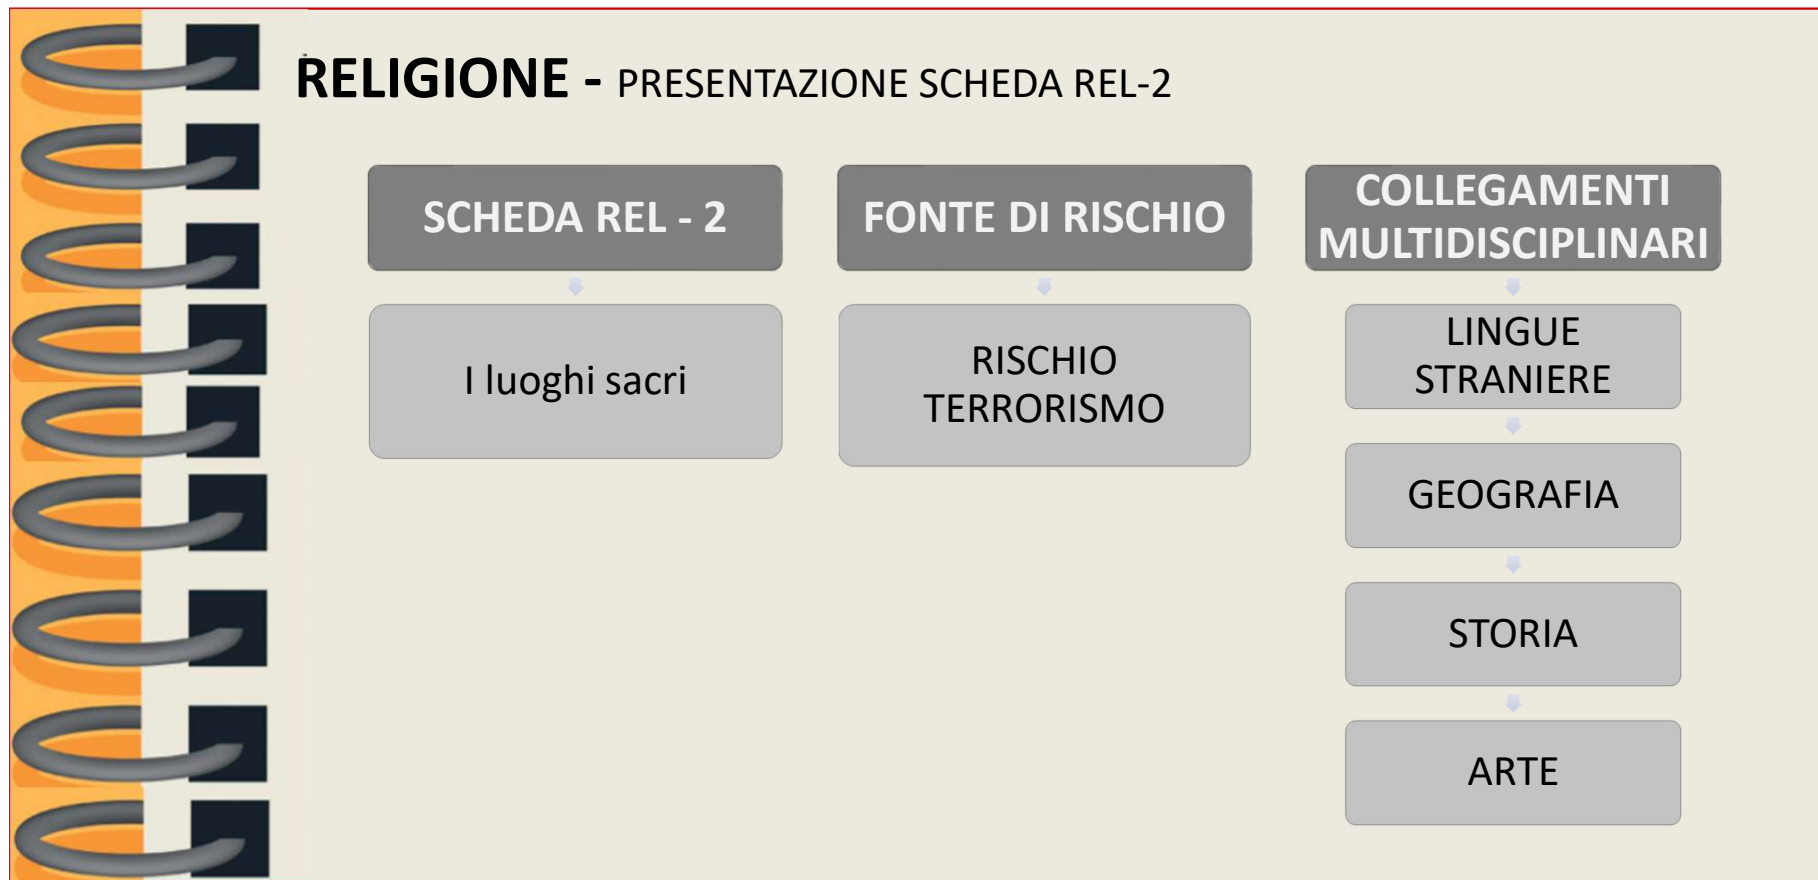 RELIGIONE - PRESENTAZIONE SCHEDA REL-2
SCHEDA REL - 2
I luoghi sacri
FONTE DI RISCHIO
RISCHIO
TERRORISMO
COLLEGAMENTI
MULTIDISCIPLINARI
LINGUE
STRANIERE
GEOGRAFIA
STORIA
ARTE